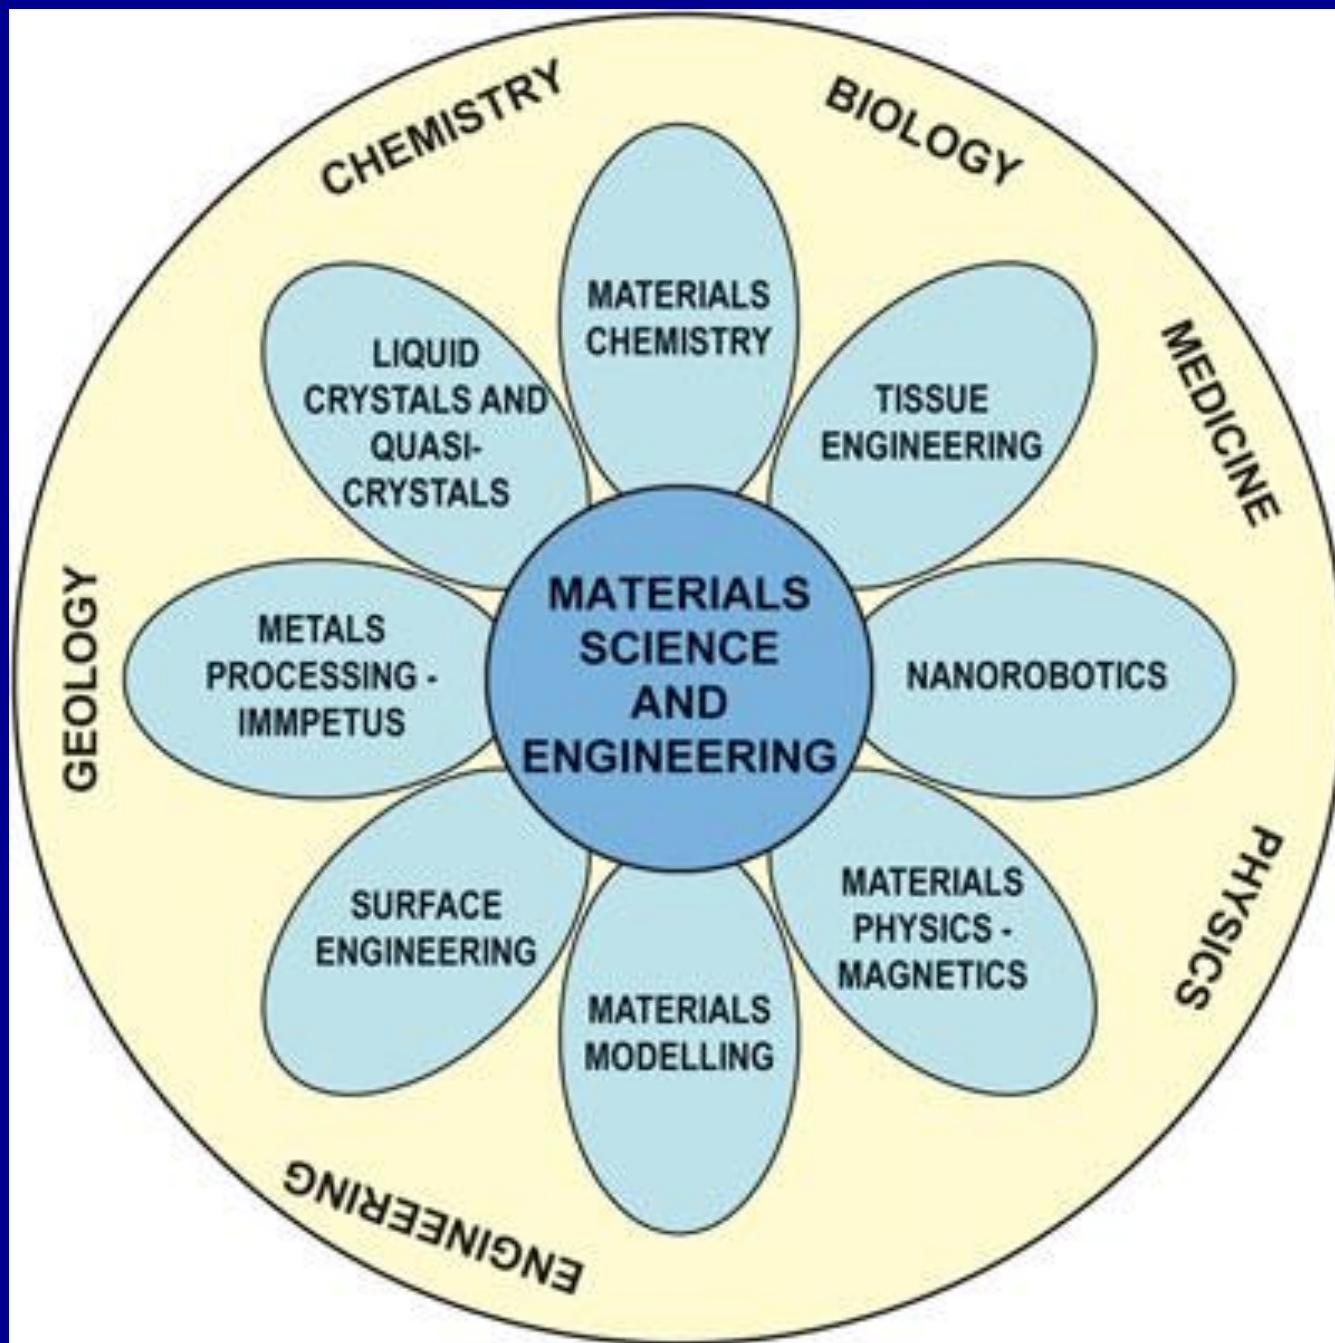 CHEMISTRY
BIOLOGY
MEDICINE
PHYSICS
ENGINEERING
GEOLOGY
MATERIALS
CHEMISTRY
TISSUE
ENGINEERING
NANOROBOTICS
MATERIALS
PHYSICS -
MAGNETICS
MATERIALS
MODELLING
SURFACE
ENGINEERING
METALS
PROCESSING -
IMMPETUS
LIQUID
CRYSTALS AND
QUASI-
CRYSTALS
MATERIALS
SCIENCE
AND
ENGINEERING